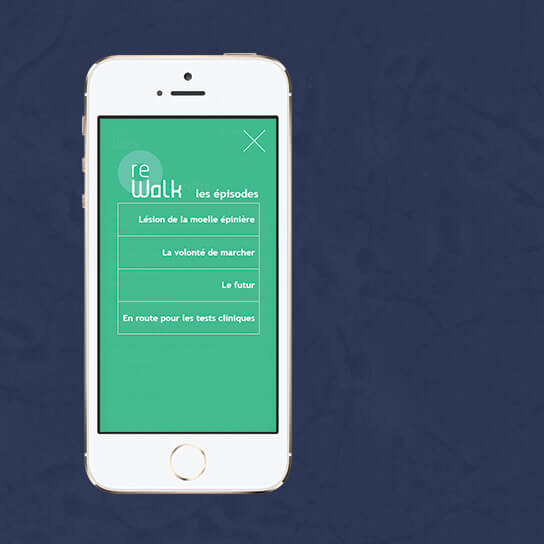 re
Walk les épisodes
Lésion de la moelle épinière
La volonté de marcher
Le futur
En route pour les tests cliniques